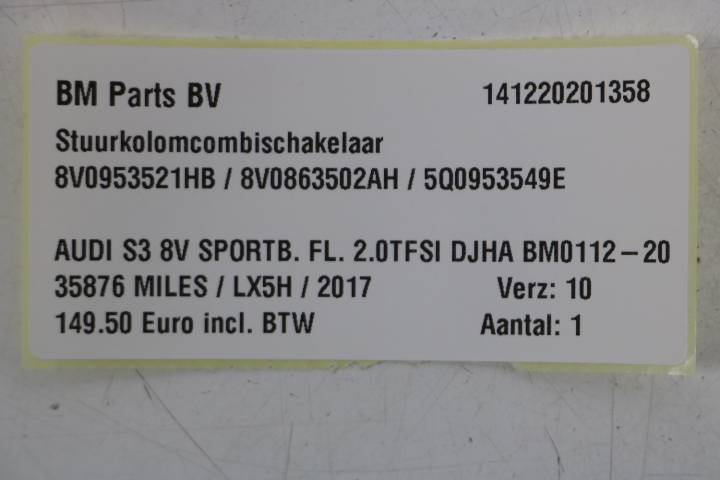 BM Parts BV 141220201358
Stuurkolomcombischakelaar
8V0953521HB / 8V0863502AH / 5Q0953549E
AUDI S3 8V SPORTB. FL. 2.0TFSI DJHA BM0112-20
35876 MILES / LX5H / 2017 Verz: 10
149.50 Euro incl. BTW Aantal: 1